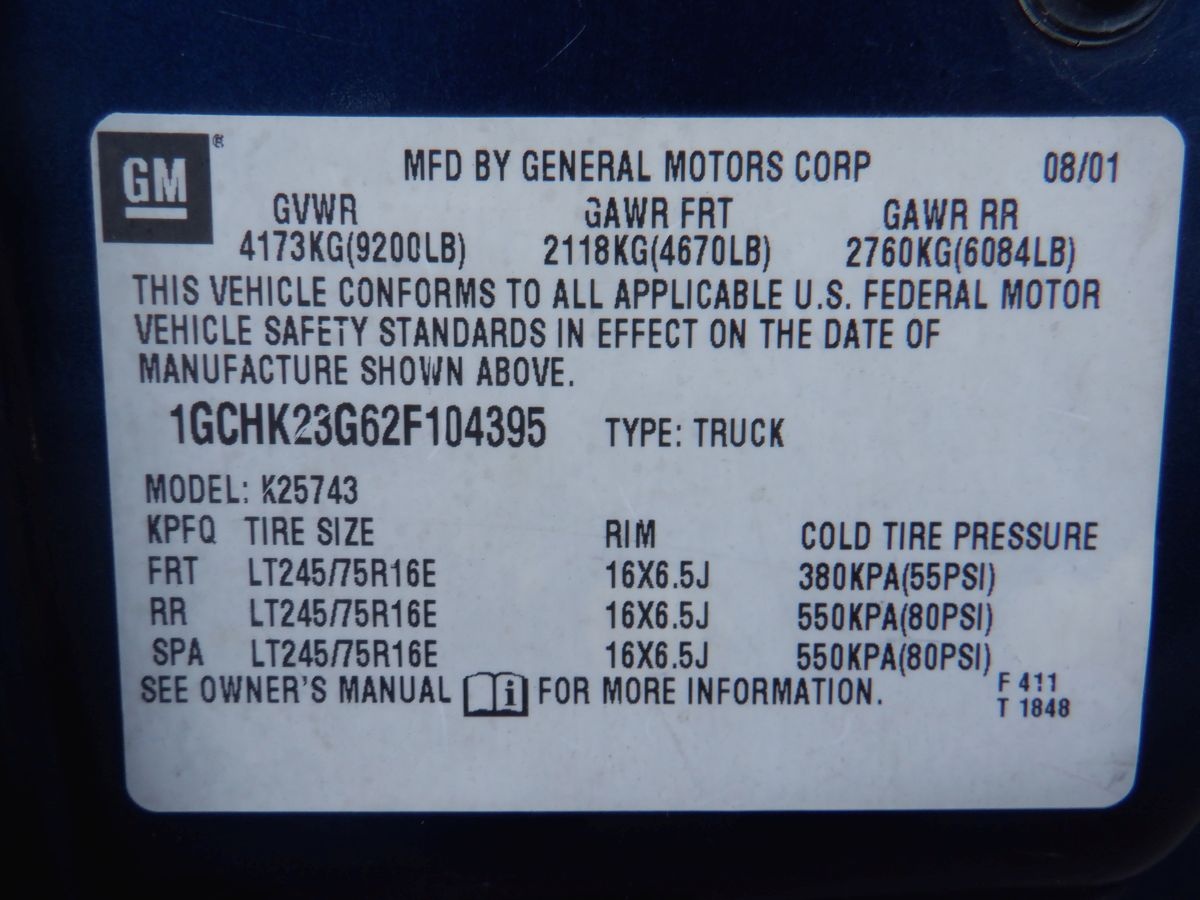 GM ®
MFD BY GENERAL MOTORS CORP 08/01
GVWR GAWR FRT GAWR RR
4173KG(9200LB) 2118KG(4670LB) 2760KG(6084LB)
THIS VEHICLE CONFORMS TO ALL APPLICABLE U.S. FEDERAL MOTOR
VEHICLE SAFETY STANDARDS IN EFFECT ON THE DATE OF
MANUFACTURE SHOWN ABOVE.
1GCHK23G62F104395 TYPE: TRUCK
MODEL: K25743
KPFQ TIRE SIZE RIM COLD TIRE PRESSURE
FRT LT245/75R16E 16X6.5J 380KPA(55PSI)
RR LT245/75R16E 16X6.5J 550KPA(80PSI)
SPA LT245/75R16E 16X6.5J 550KPA(80PSI)
SEE OWNER'S MANUAL i FOR MORE INFORMATION.
F 411
T 1848